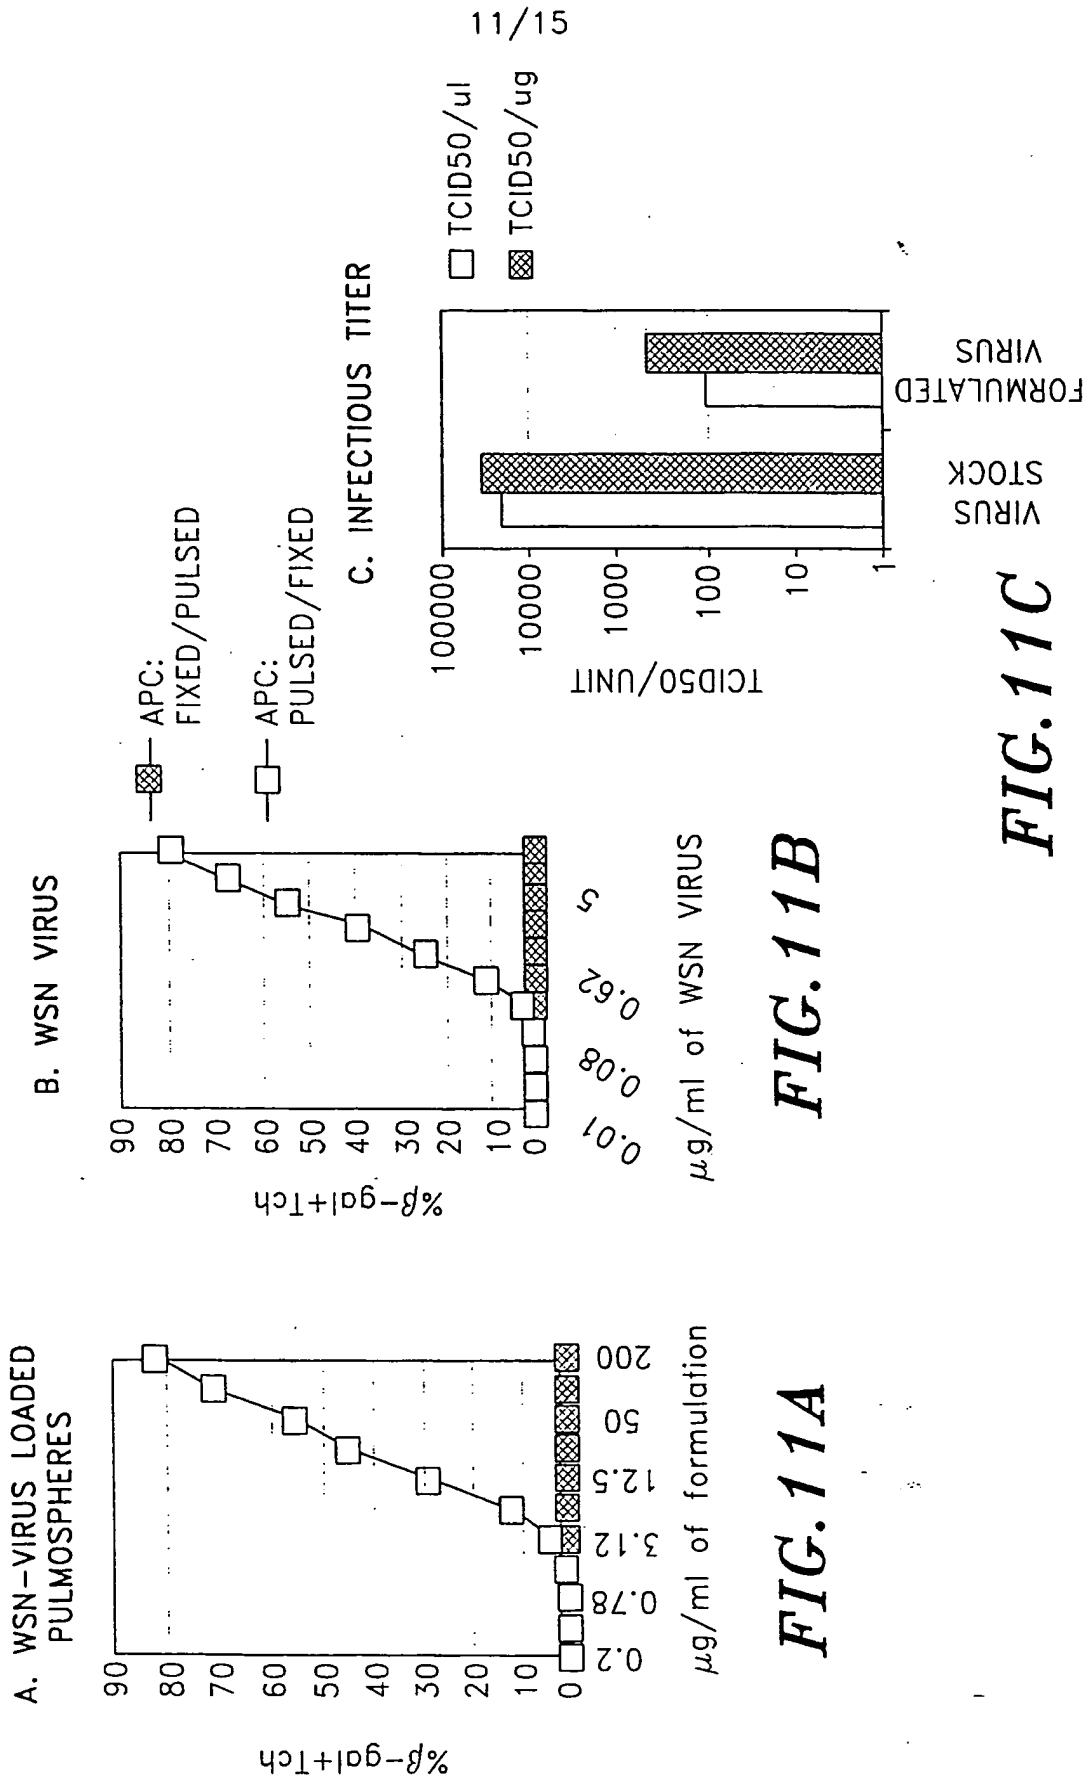 11/15
A. WSN-VIRUS LOADED
PULMOSPHERES
%β-gal+Tch
90
80
70
60
50
40
30
20
10
0
0.2
0.78
3.12
12.5
50
200
μg/ml of formulation
FIG.11A
B. WSN VIRUS
%β-gal+Tch
90
80
70
60
50
40
30
20
10
0
0.01
0.08
0.62
5
μg/ml of WSN VIRUS
FIG.11B
APC:
FIXED/PULSED
APC:
PULSED/FIXED
C. INFECTIOUS TITER
TCID50/UNIT
100000
10000
1000
100
10
1
VIRUS
STOCK
FORMULATED
VIRUS
TCID50/ul
TCID50/ug
FIG.11C